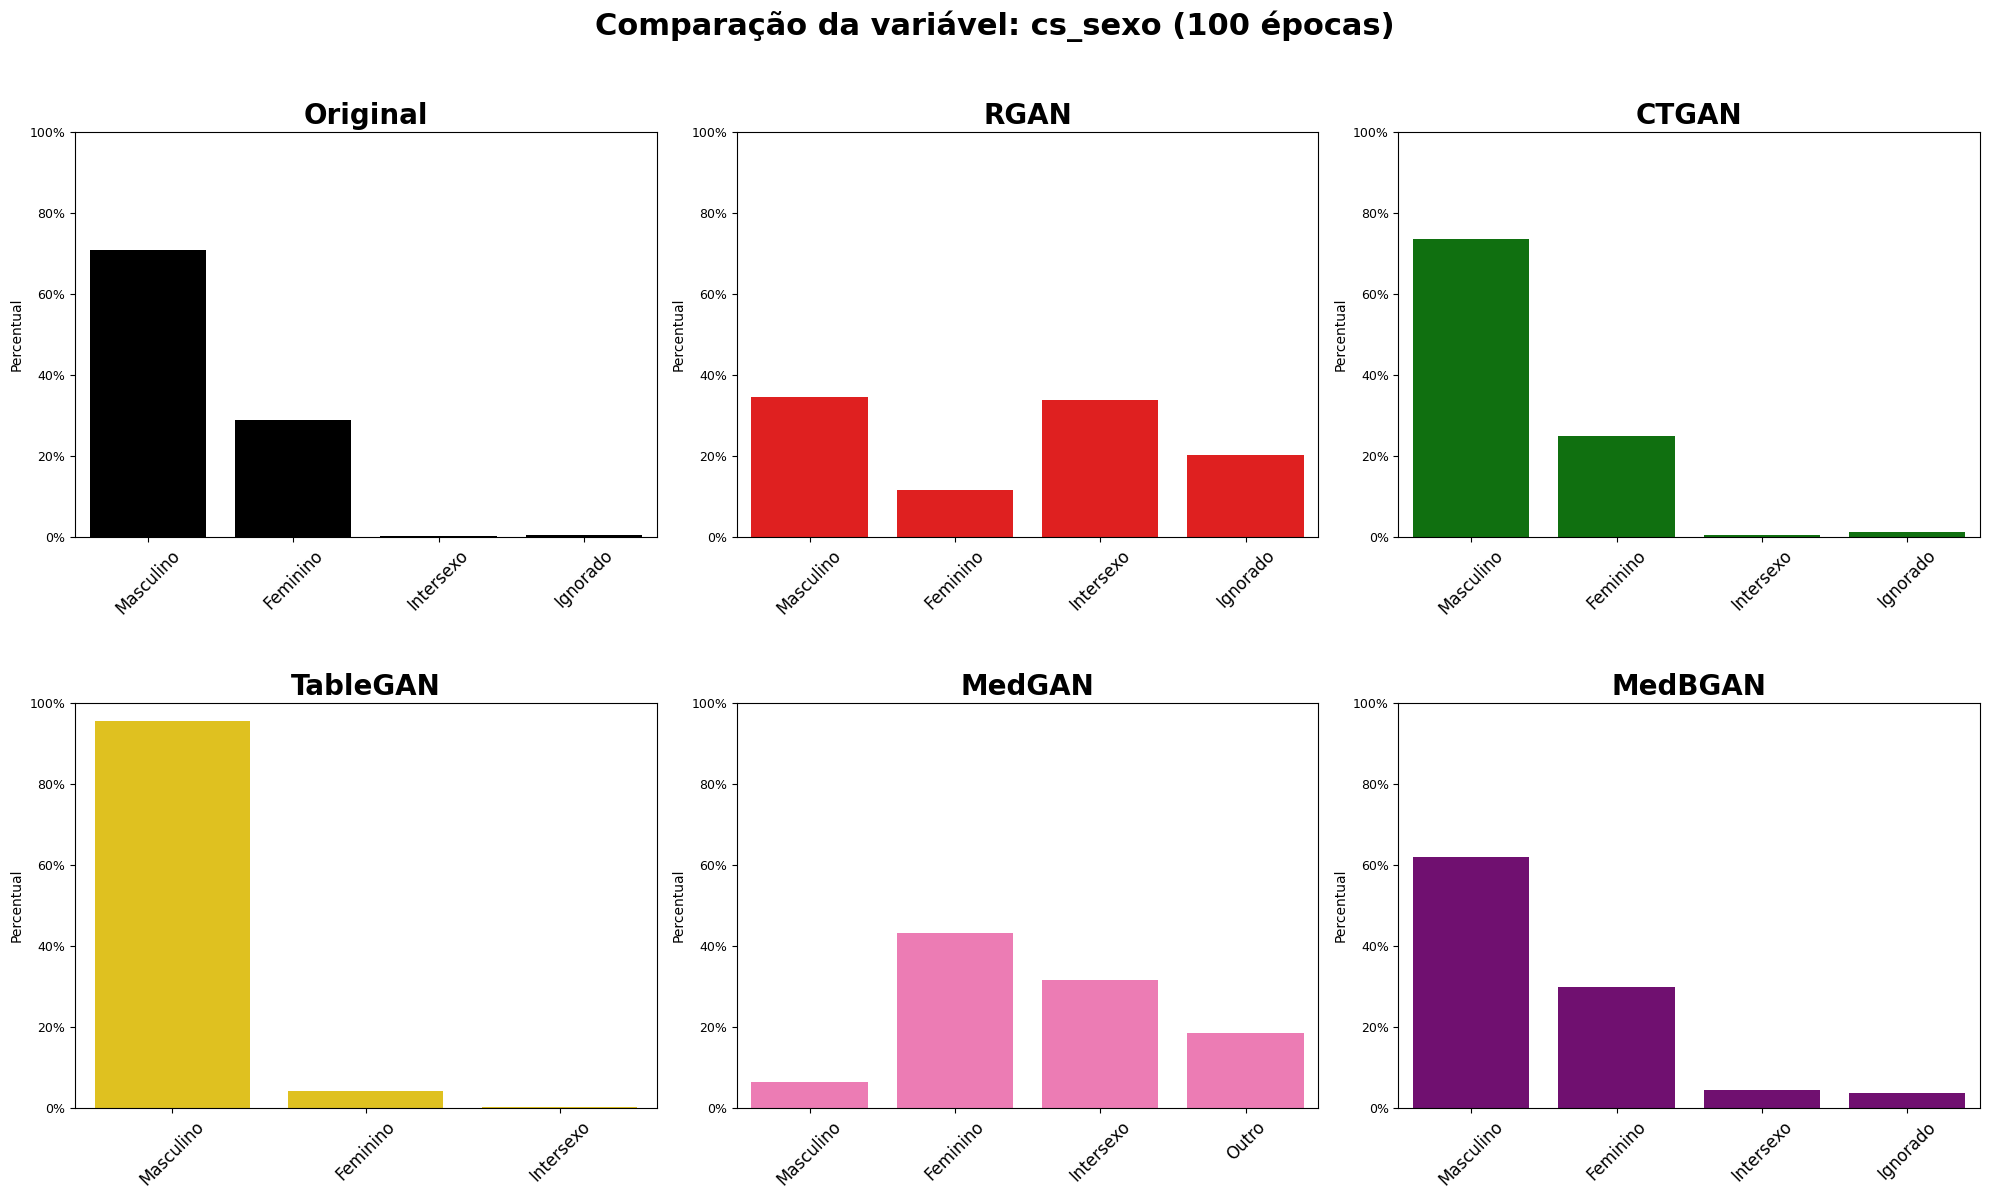 Comparação da variável: cs_sexo (100 épocas)
Original
100%
80%
60%
40%
20%
0%
Percentual
Masculino
Feminino
Intersexo
Ignorado
RGAN
100%
80%
60%
40%
20%
0%
Percentual
Masculino
Feminino
Intersexo
Ignorado
CTGAN
100%
80%
60%
40%
20%
0%
Percentual
Masculino
Feminino
Intersexo
Ignorado
TableGAN
100%
80%
60%
40%
20%
0%
Percentual
Masculino
Feminino
Intersexo
MedGAN
100%
80%
60%
40%
20%
0%
Percentual
Masculino
Feminino
Intersexo
Outro
MedBGAN
100%
80%
60%
40%
20%
0%
Percentual
Masculino
Feminino
Intersexo
Ignorado